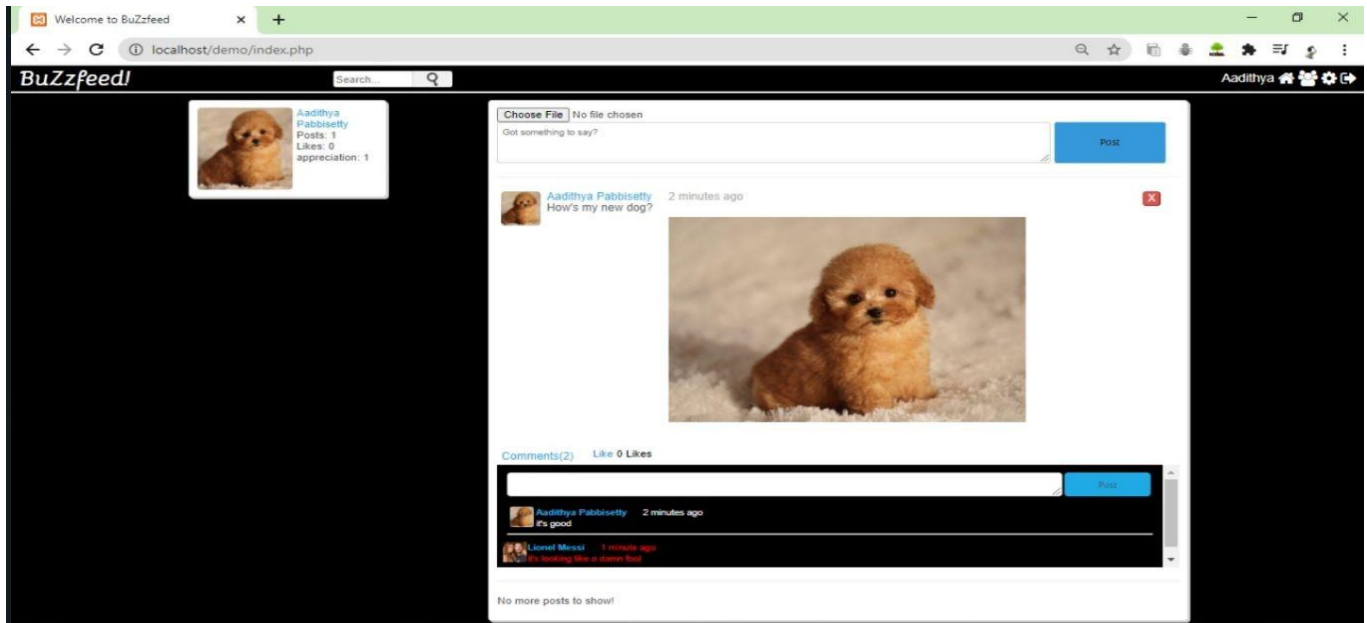 Welcome to BuZzfeed
localhost/demo/index.php
BuZzfeed!
Search...
Aadithya
Aadithya
Pabbisetty
Posts: 1
Likes: 0
appreciation: 1
Choose File No file chosen
Got something to say?
Post
Aadithya Pabbisetty 2 minutes ago
X
How's my new dog?
Comments(2) Like 0 Likes
Post
Aadithya Pabbisetty 2 minutes ago
it's good
Lionel Messi 1 minute ago
it's looking like a damn fool
No more posts to show!